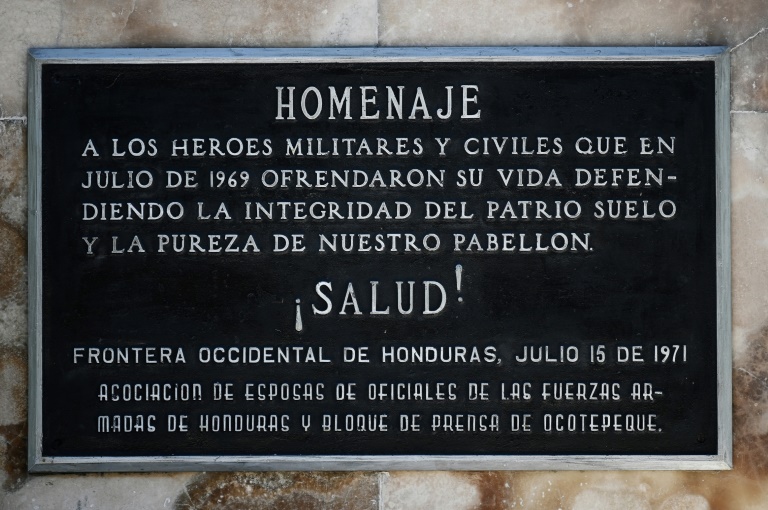 HOMENAJE
A LOS HEROES MILITARES Y CIVILES QUE EN
JULIO DE 1969 OFRENDARON SU VIDA DEFEN-
DIENDO LA INTEGRIDAD DEL PATRIO SUELO
Y LA PUREZA DE NUESTRO PABELLON.
¡SALUD!
FRONTERA OCCIDENTAL DE HONDURAS, JULIO 15 DE 1971
ASOCIACION DE ESPOSAS DE OFICIALES DE LAS FUERZAS AR-
MADAS DE HONDURAS Y BLOQUE DE PRENSA DE OCOTEPEQUE.